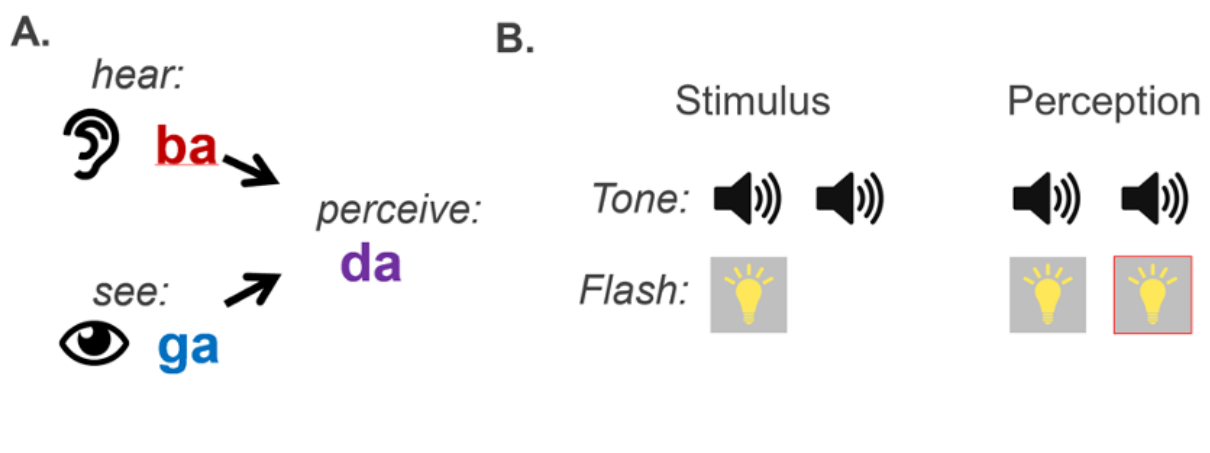 A.
hear:
ba
see:
ga
perceive:
da
B.
Stimulus
Perception
Tone:
Flash: